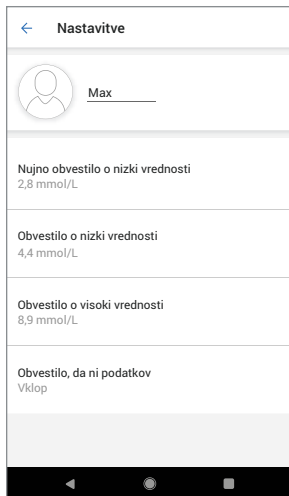 Nastavitve
Max
Nujno obvestilo o nizki vrednosti
2,8 mmol/L
Obvestilo o nizki vrednosti
4,4 mmol/L
Obvestilo o visoki vrednosti
8,9 mmol/L
Obvestilo, da ni podatkov
Vklop